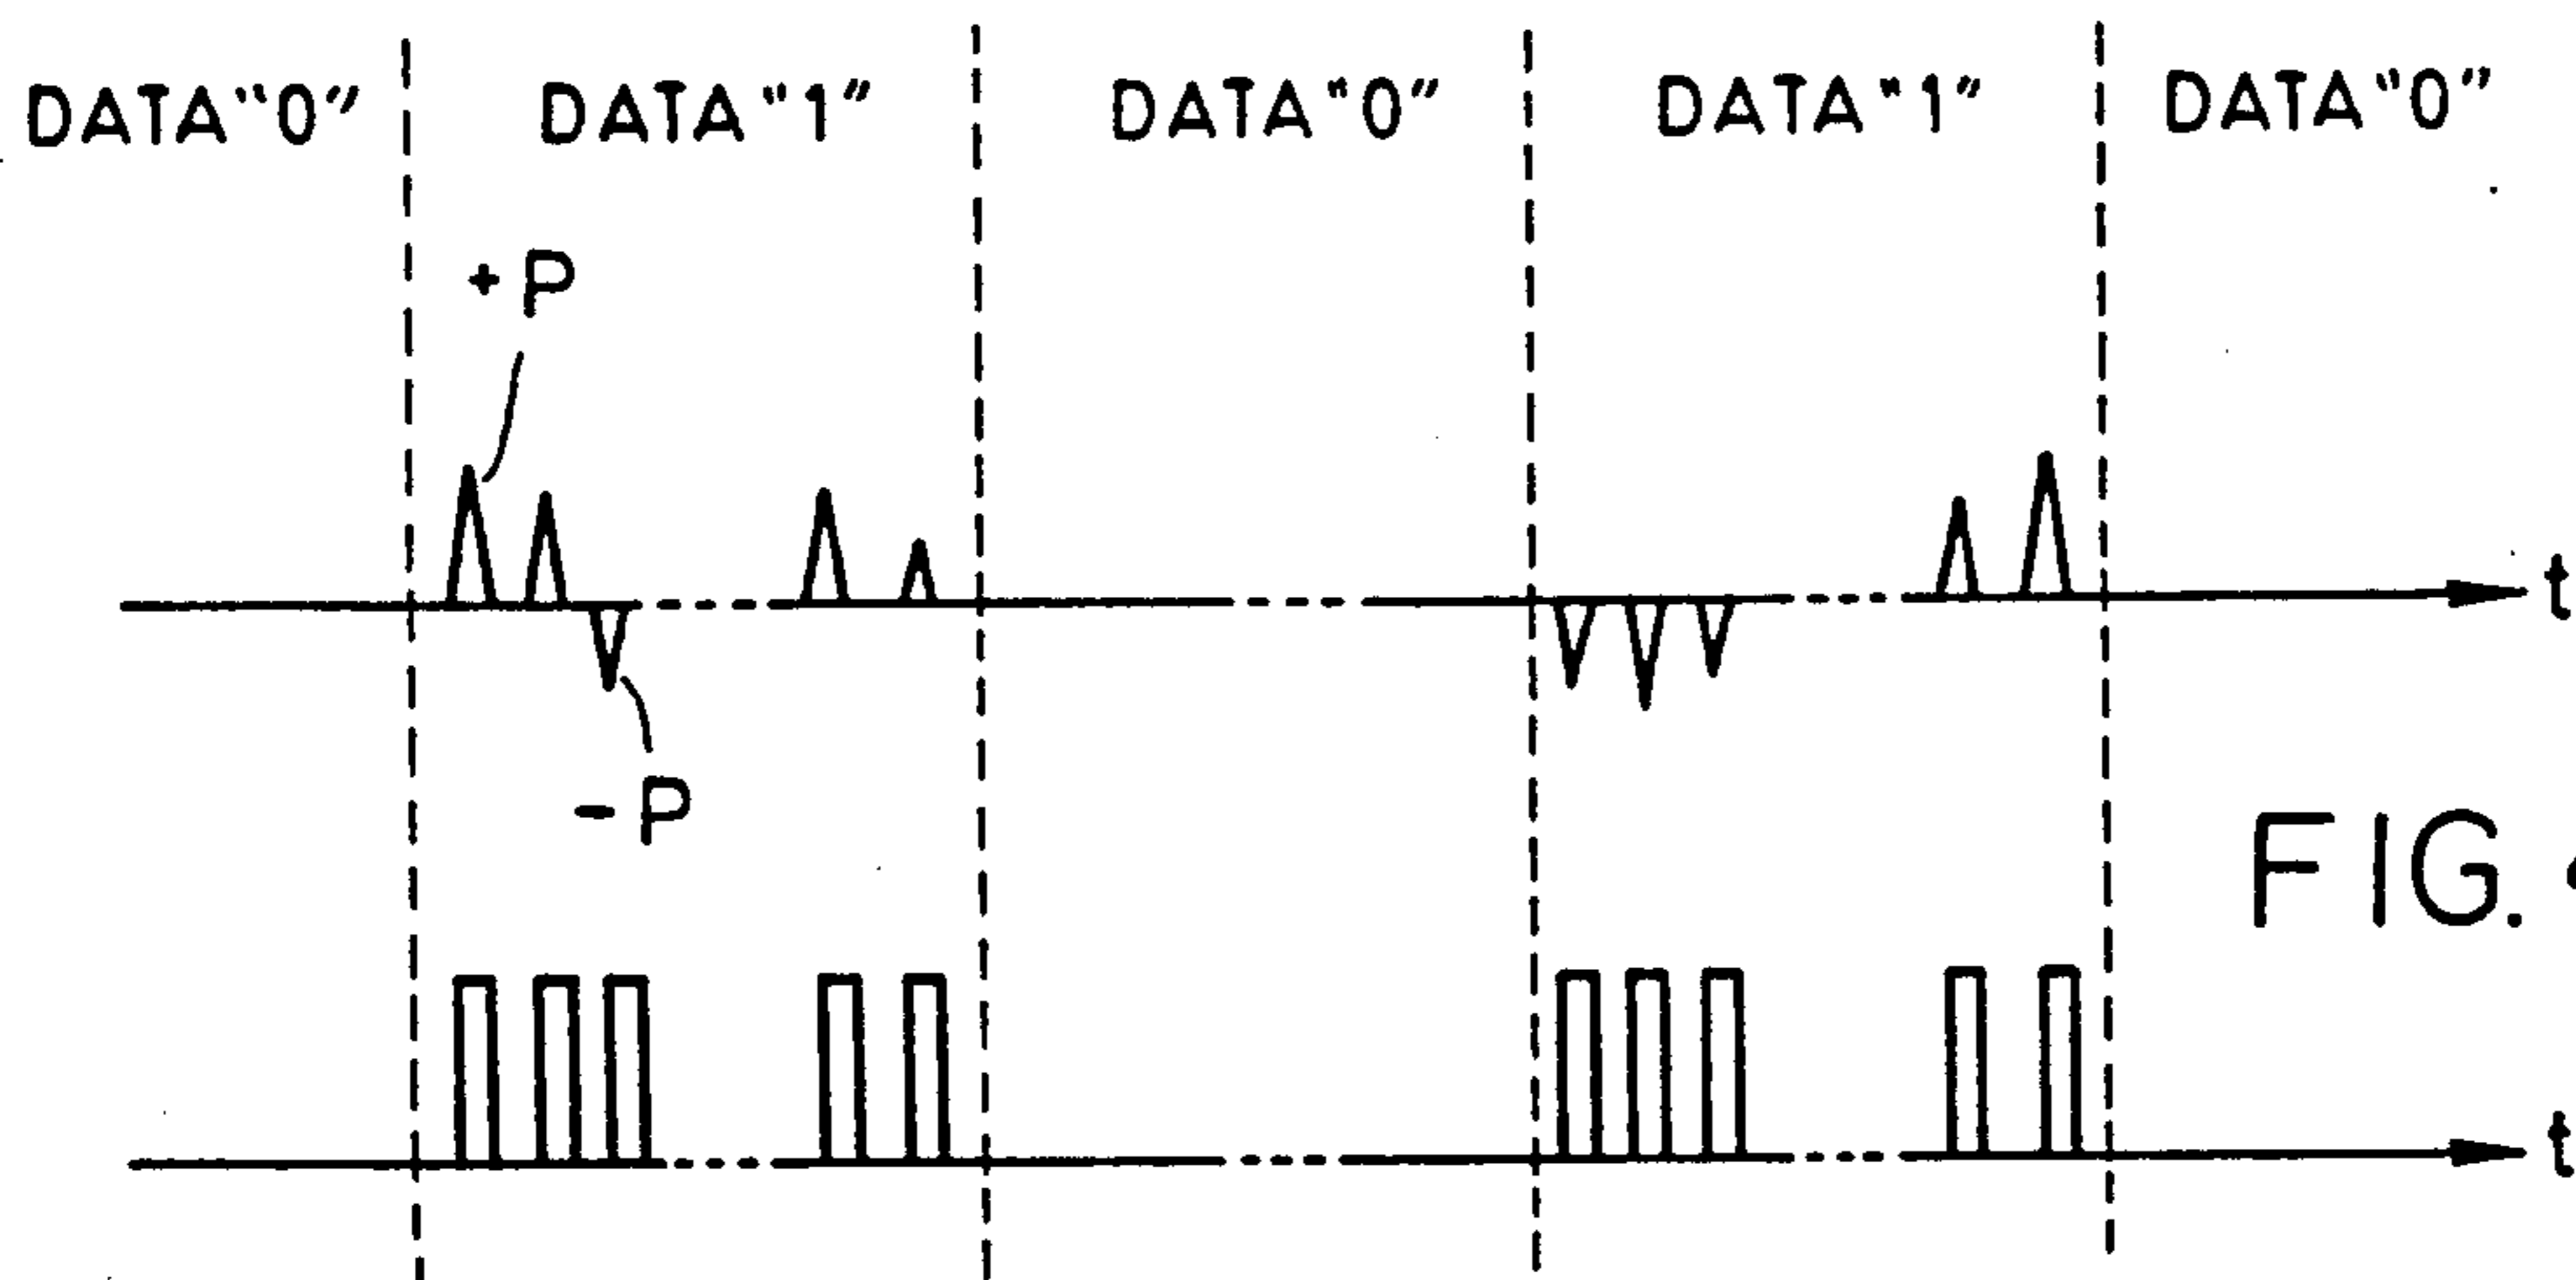 DATA "0" DATA "1" DATA "0" DATA "1" DATA "0"
+P
t
-P
FIG.
t